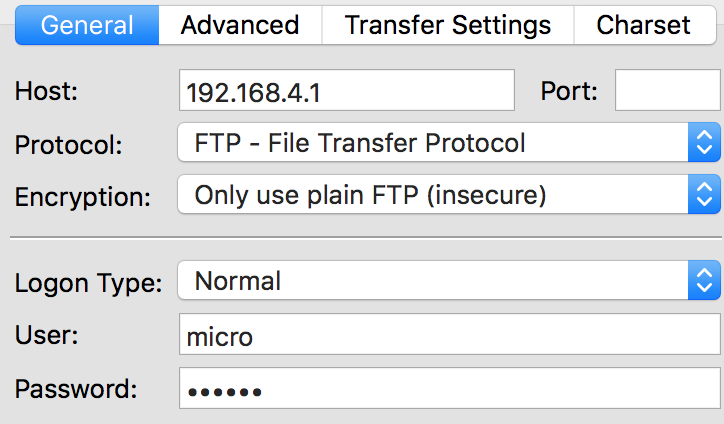 General Advanced Transfer Settings Charset
Host: 192.168.4.1 Port:
Protocol: FTP - File Transfer Protocol
Encryption: Only use plain FTP (insecure)
Logon Type: Normal
User: micro
Password: ••••••